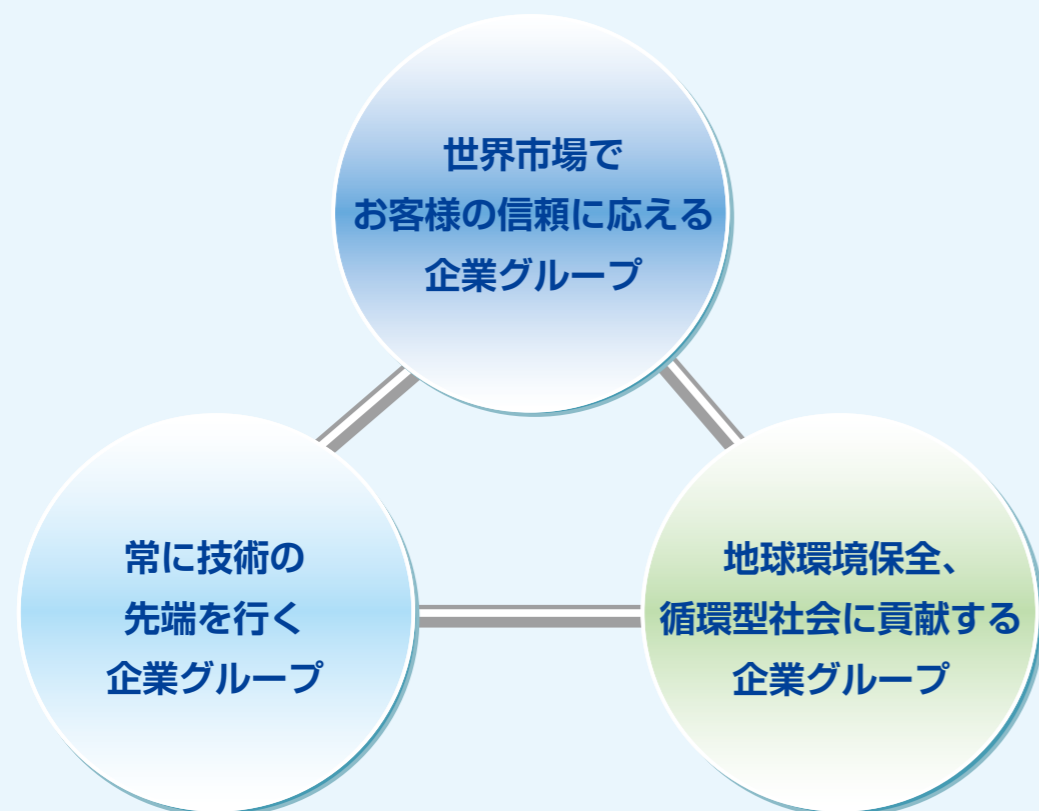 世界市場で
お客様の信頼に応える
企業グループ
常に技術の
先端を行く
企業グループ
地球環境保全、
循環型社会に貢献する
企業グループ